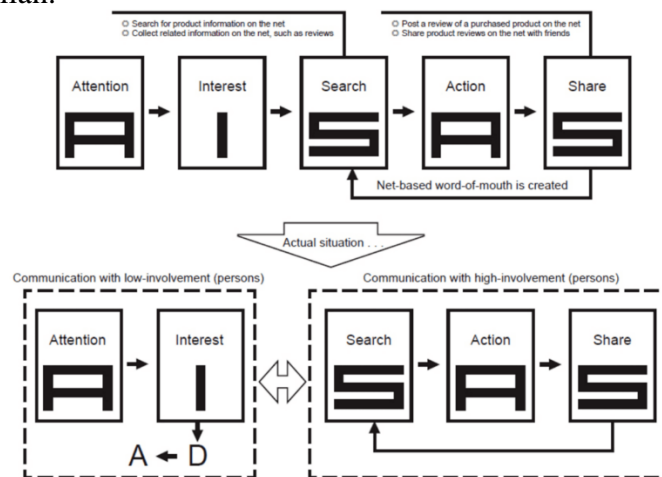 ○ Search for product information on the net
○ Collect related information on the net, such as reviews
○ Post a review of a purchased product on the net
○ Share product reviews on the net with friends
Attention
A
Interest
I
Search
S
Action
A
Share
S
Net-based word-of-mouth is created
Actual situation . . .
Communication with low-involvement (persons)
Attention
A
Interest
I
A
D
Communication with high-involvement (persons)
Search
S
Action
A
Share
S